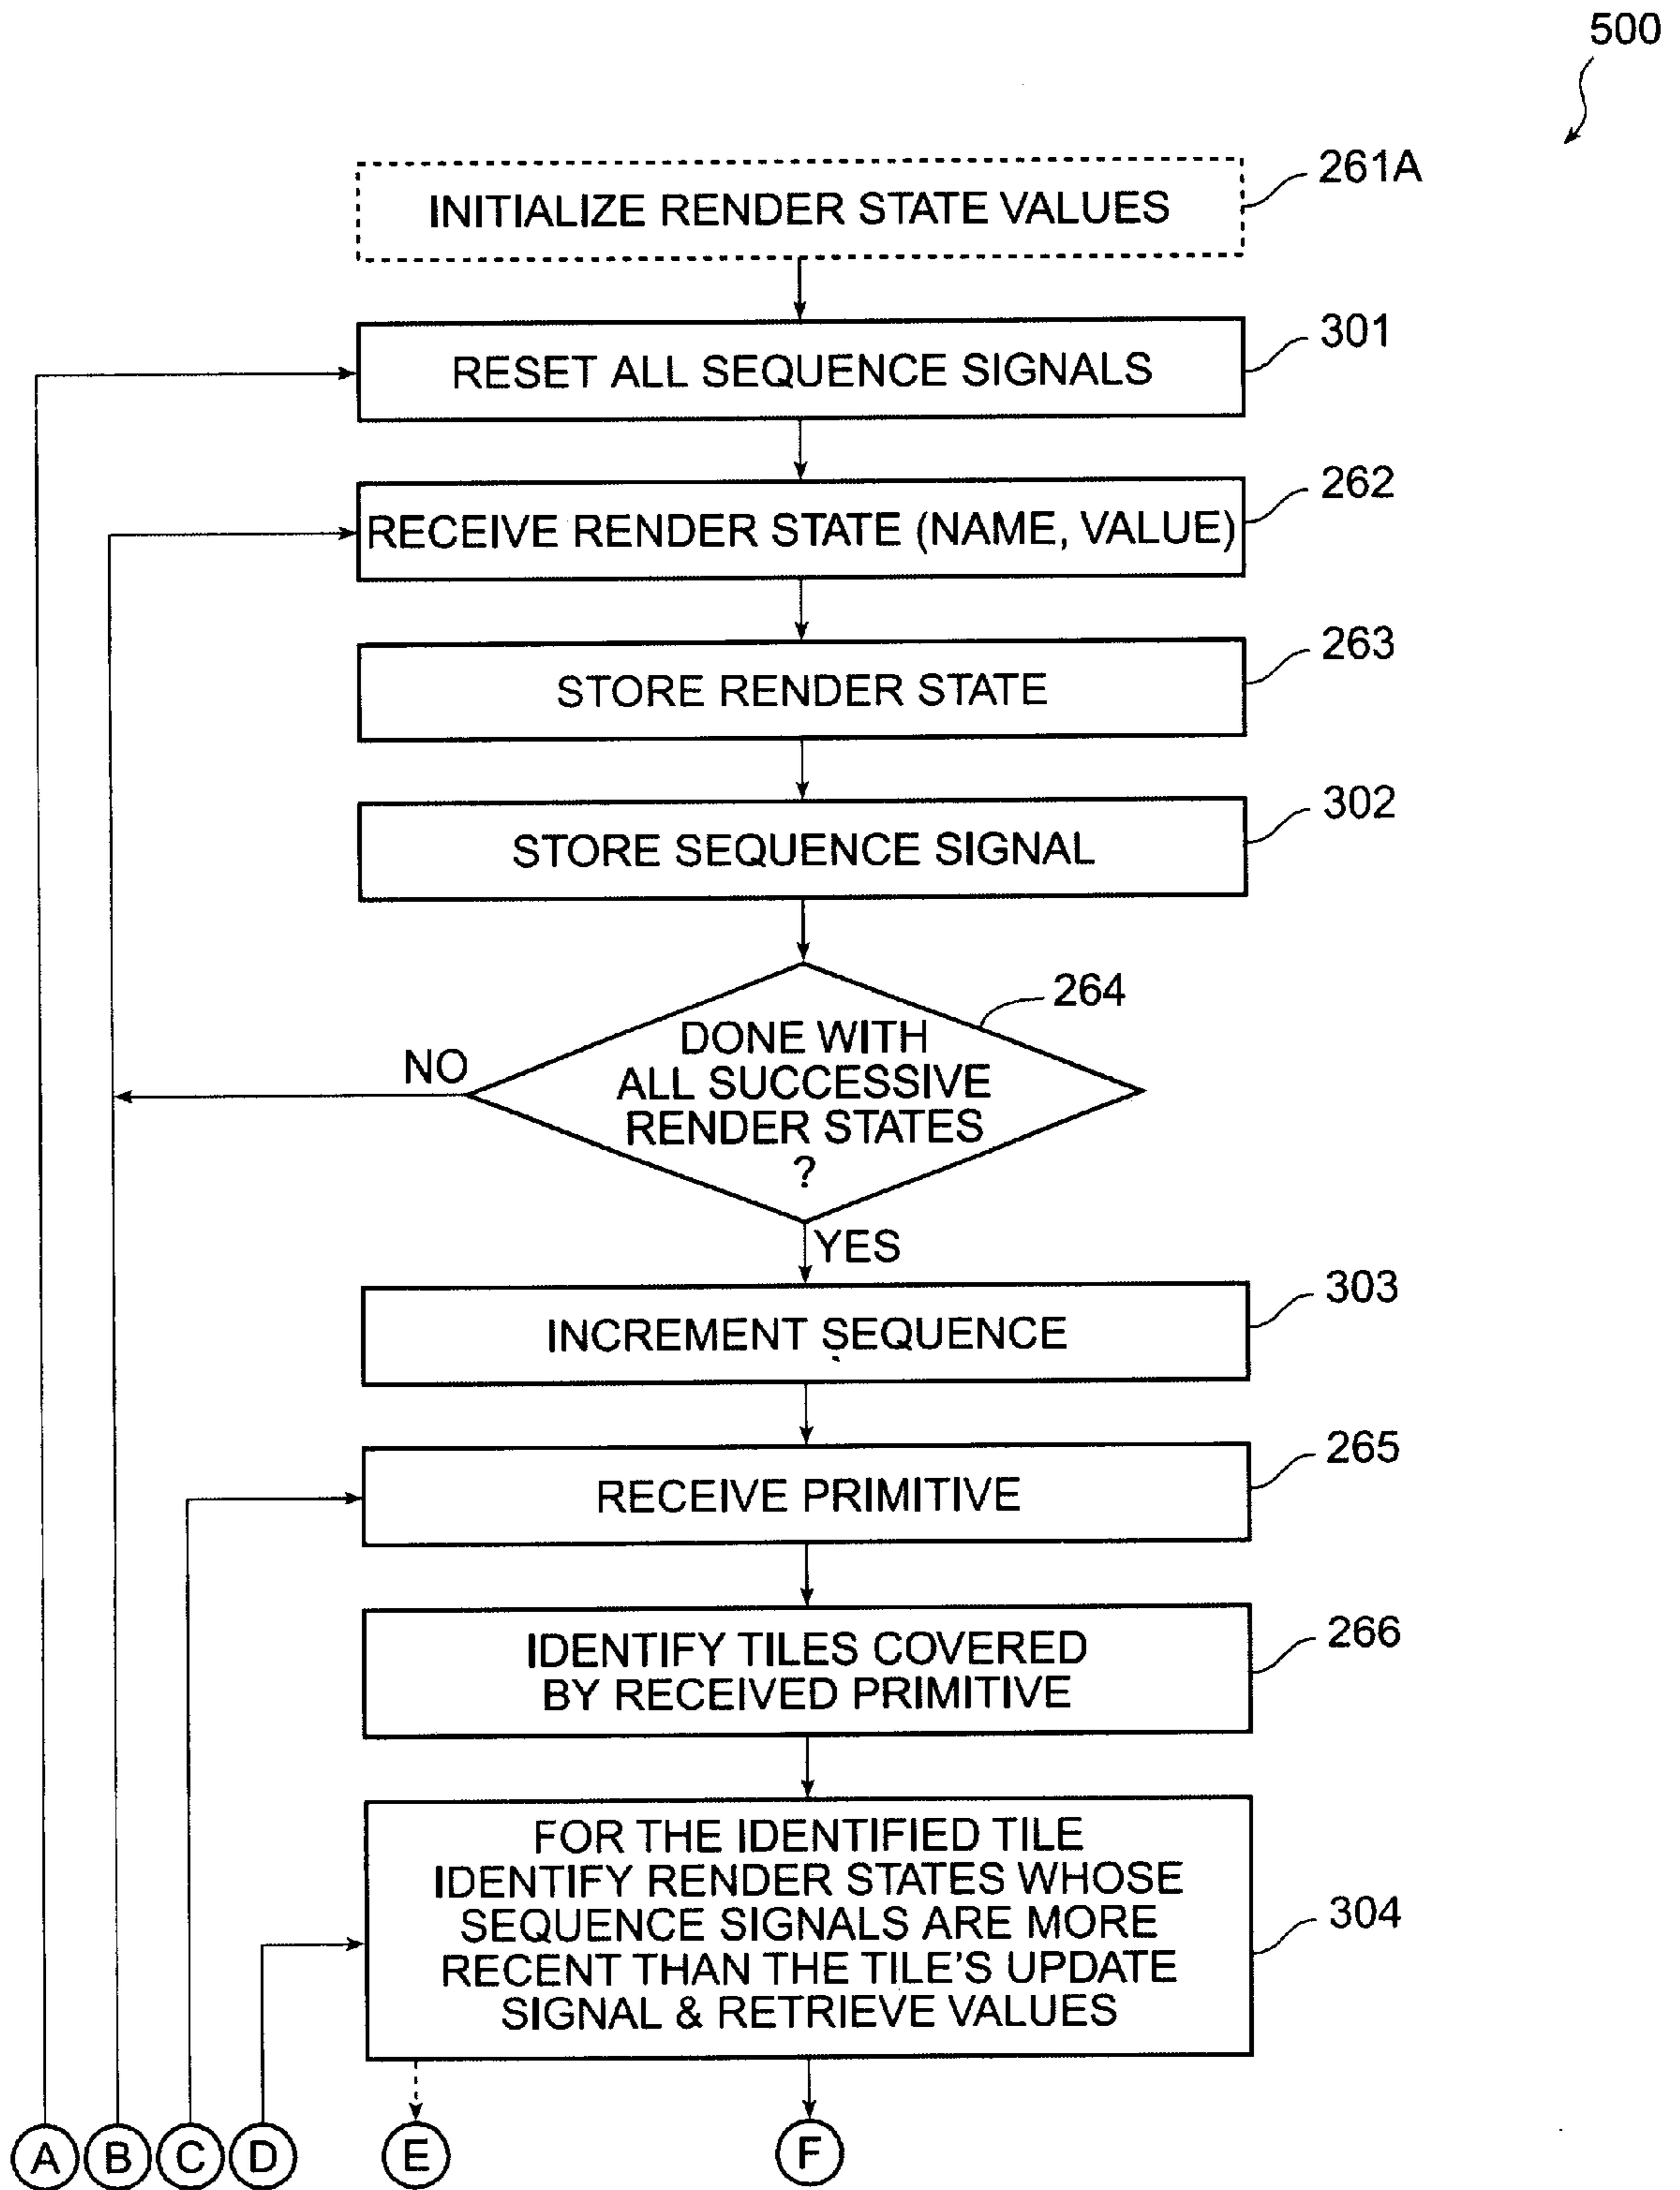 500
INITIALIZE RENDER STATE VALUES
261A
RESET ALL SEQUENCE SIGNALS
301
RECEIVE RENDER STATE (NAME, VALUE)
262
STORE RENDER STATE
263
STORE SEQUENCE SIGNAL
302
DONE WITH
ALL SUCCESSIVE
RENDER STATES
?
264
NO
YES
INCREMENT SEQUENCE
303
RECEIVE PRIMITIVE
265
IDENTIFY TILES COVERED
BY RECEIVED PRIMITIVE
266
FOR THE IDENTIFIED TILE
IDENTIFY RENDER STATES WHOSE
SEQUENCE SIGNALS ARE MORE
RECENT THAN THE TILE'S UPDATE
SIGNAL & RETRIEVE VALUES
304
A B C D E F